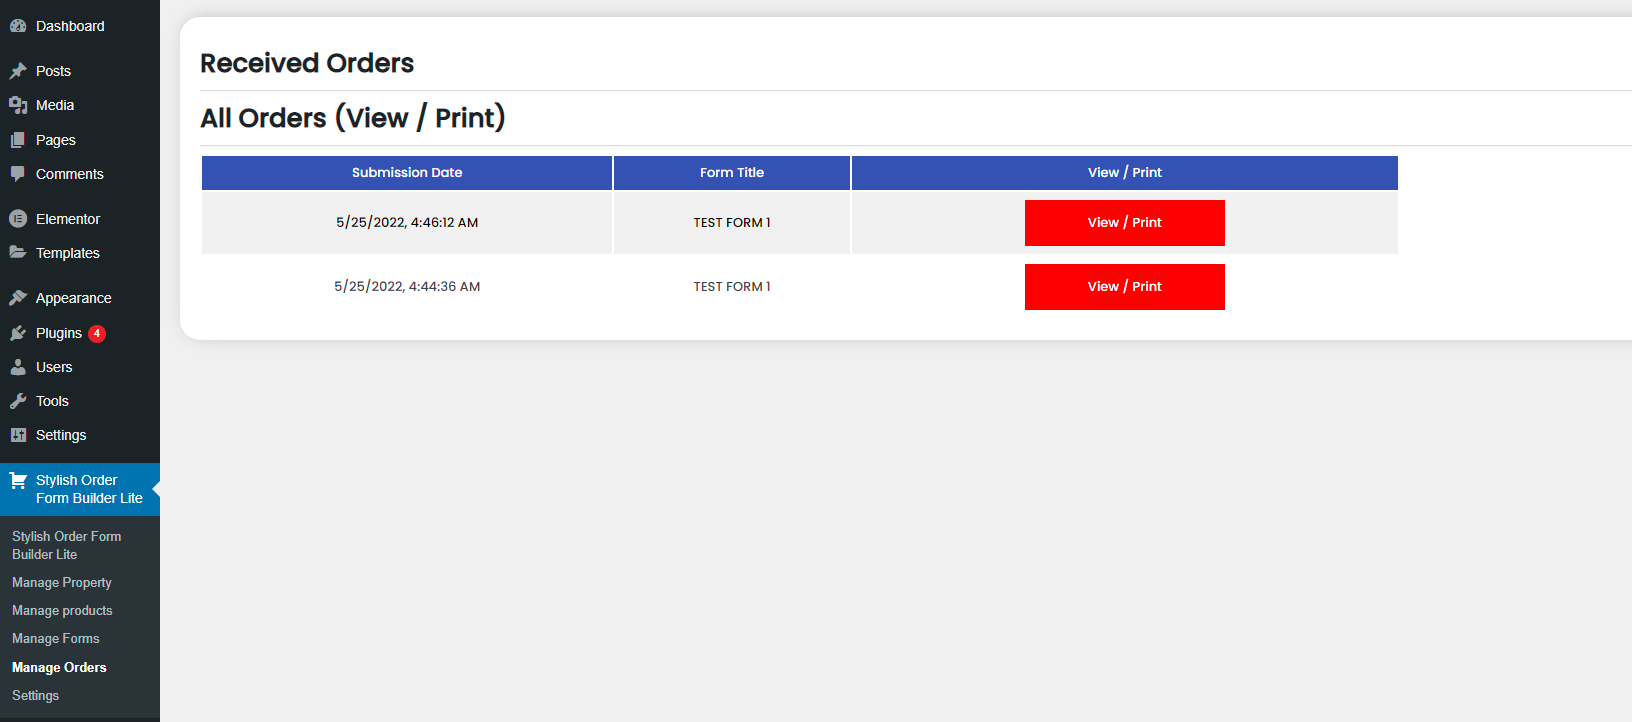 Dashboard
Posts
Media
Pages
Comments
Elementor
Templates
Appearance
Plugins 4
Users
Tools
Settings
Stylish Order
Form Builder Lite
Stylish Order Form
Builder Lite
Manage Property
Manage products
Manage Forms
Manage Orders
Settings
Received Orders
All Orders (View / Print)
Submission Date Form Title View / Print
5/25/2022, 4:46:12 AM TEST FORM 1 View / Print
5/25/2022, 4:44:36 AM TEST FORM 1 View / Print